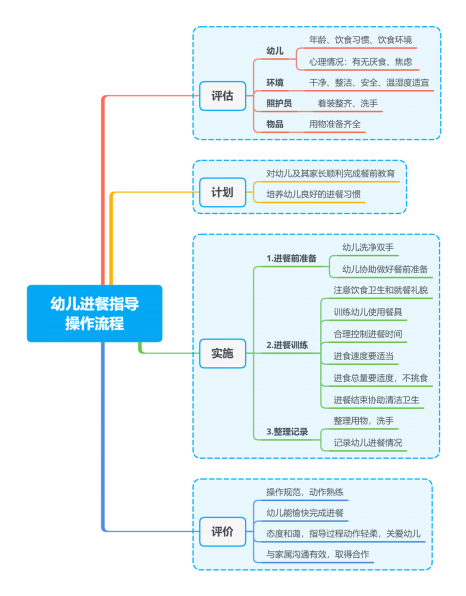 幼儿进餐指导
操作流程
评估
幼儿
年龄、饮食习惯、饮食环境
心理情况：有无厌食、焦虑
环境
干净、整洁、安全、温湿度适宜
照护员
着装整齐、洗手
物品
用物准备齐全
计划
对幼儿及其家长顺利完成餐前教育
培养幼儿良好的进餐习惯
实施
1.进餐前准备
幼儿洗净双手
幼儿协助做好餐前准备
2.进餐训练
注意饮食卫生和就餐礼貌
训练幼儿使用餐具
合理控制进餐时间
进食速度要适当
进食总量要适度，不挑食
进餐结束协助清洁卫生
3.整理记录
整理用物，洗手
记录幼儿进餐情况
评价
操作规范，动作熟练
幼儿能愉快完成进餐
态度和蔼，指导过程动作轻柔，关爱幼儿
与家属沟通有效，取得合作